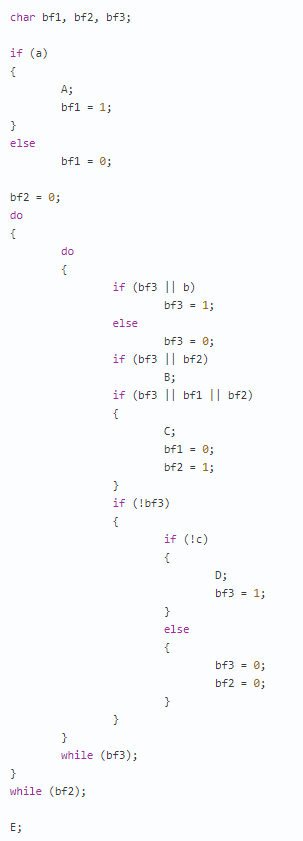 char bf1, bf2, bf3;

if (a)
{
        A;
        bf1 = 1;
}
else
        bf1 = 0;

bf2 = 0;
do
{
        do
        {
                if (bf3 || b)
                        bf3 = 1;
                else
                        bf3 = 0;
                if (bf3 || bf2)
                        B;
                if (bf3 || bf1 || bf2)
                {
                        C;
                        bf1 = 0;
                        bf2 = 1;
                }
                if (!bf3)
                {
                        if (!c)
                        {
                                D;
                                bf3 = 1;
                        }
                        else
                        {
                                bf3 = 0;
                                bf2 = 0;
                        }
                }
        }
        while (bf3);
}
while (bf2);

E;